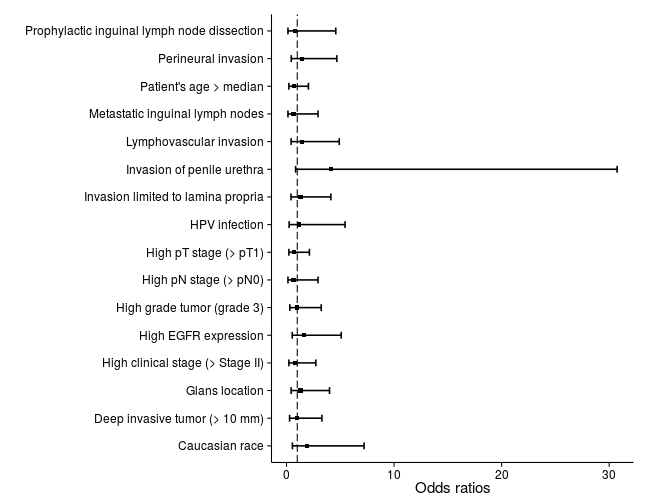 Prophylactic inguinal lymph node dissection
Perineural invasion
Patient's age > median
Metastatic inguinal lymph nodes
Lymphovascular invasion
Invasion of penile urethra
Invasion limited to lamina propria
HPV infection
High pT stage (> pT1)
High pN stage (> pN0)
High grade tumor (grade 3)
High EGFR expression
High clinical stage (> Stage II)
Glans location
Deep invasive tumor (> 10 mm)
Caucasian race
0 10 20 30
Odds ratios